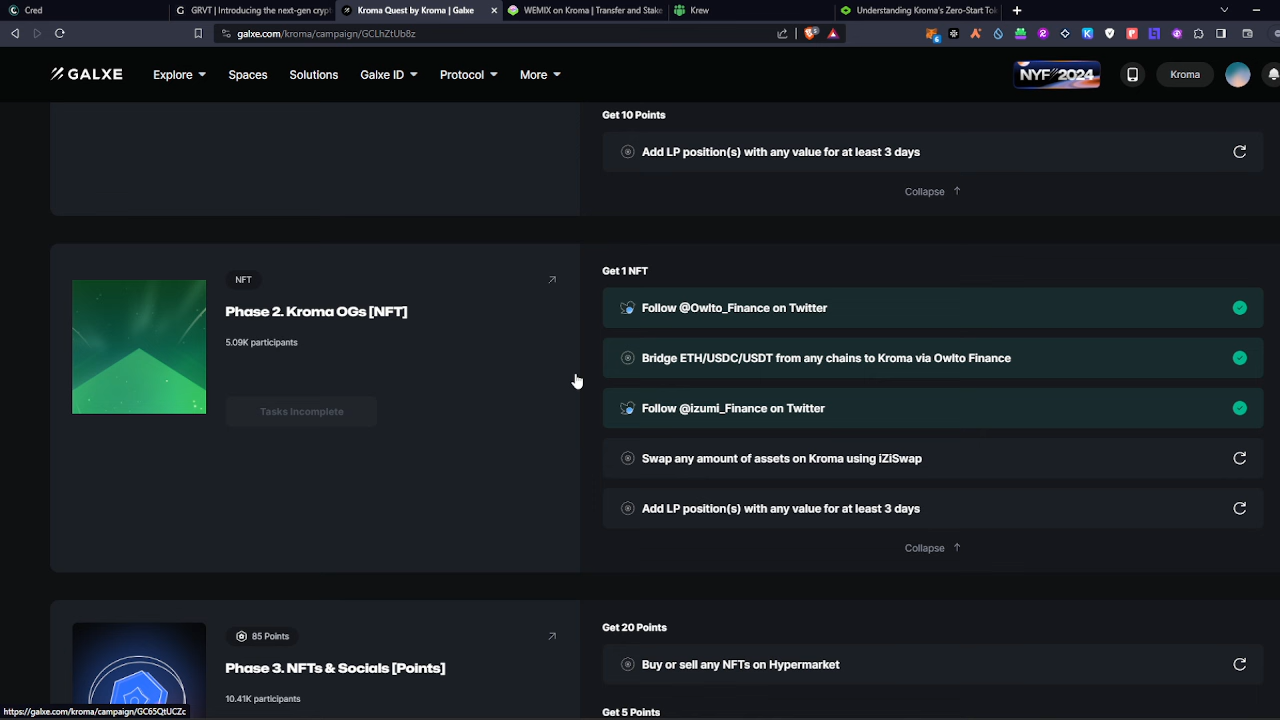 Cred
GRVT | Introducing the next-gen crypt
Kroma Quest by Kroma | Galxe
WEMIX on Kroma | Transfer and Stake
Krew
Understanding Kroma's Zero-Start Tok
galxe.com/kroma/campaign/GCLhZtUb8z
GALXE
Explore
Spaces
Solutions
Galxe ID
Protocol
More
NYF 2024
Kroma
Get 10 Points
Add LP position(s) with any value for at least 3 days
Collapse
NFT
Phase 2. Kroma OGs [NFT]
5.09K participants
Tasks Incomplete
Get 1 NFT
Follow @Owlto_Finance on Twitter
Bridge ETH/USDC/USDT from any chains to Kroma via Owlto Finance
Follow @izumi_Finance on Twitter
Swap any amount of assets on Kroma using iZiSwap
Add LP position(s) with any value for at least 3 days
Collapse
85 Points
Phase 3. NFTs & Socials [Points]
10.41K participants
Get 20 Points
Buy or sell any NFTs on Hypermarket
Get 5 Points
https://galxe.com/kroma/campaign/GC65QtUCZc